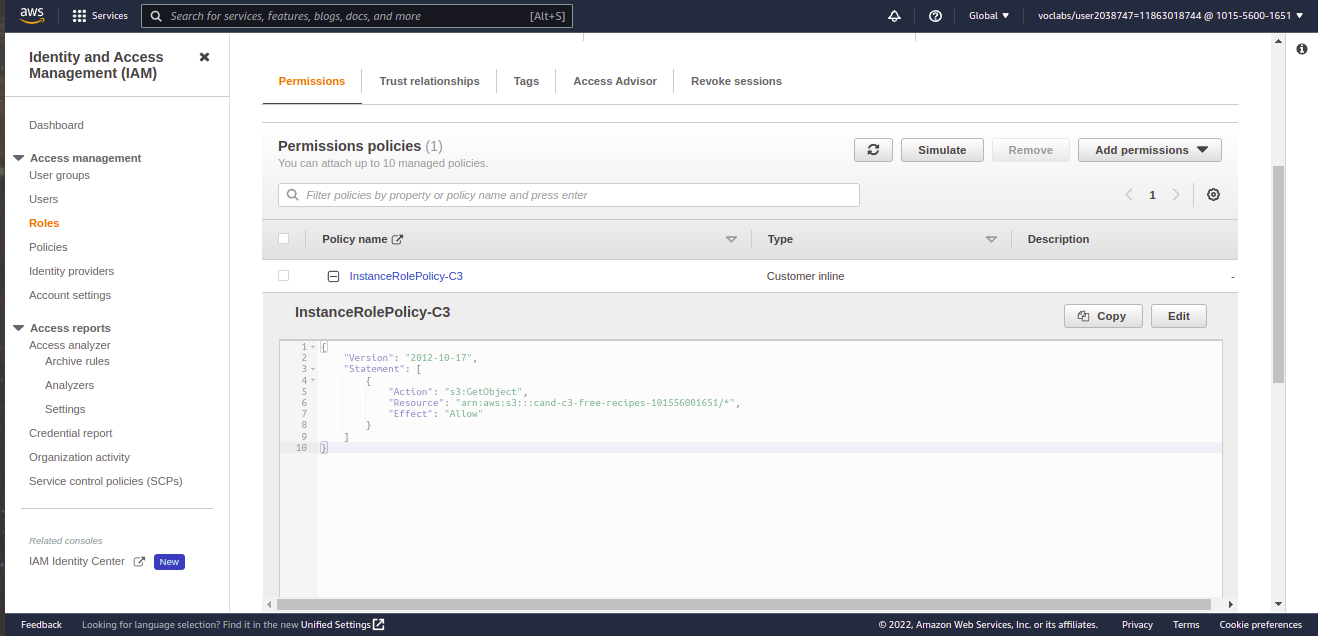 aws
Services
Search for services, features, blogs, docs, and more
[Alt+S]
Global
voclabs/user2038747=11863018744 @ 1015-5600-1651
Identity and Access
Management (IAM)
Dashboard
Access management
User groups
Users
Roles
Policies
Identity providers
Account settings
Access reports
Access analyzer
Archive rules
Analyzers
Settings
Credential report
Organization activity
Service control policies (SCPs)
Related consoles
IAM Identity Center
New
Permissions
Trust relationships
Tags
Access Advisor
Revoke sessions
Permissions policies (1)
You can attach up to 10 managed policies.
Simulate
Remove
Add permissions
Filter policies by property or policy name and press enter
1
Policy name
Type
Description
InstanceRolePolicy-C3
Customer inline
-
InstanceRolePolicy-C3
Copy
Edit
1 {
2 "Version": "2012-10-17",
3 "Statement": [
4 {
5 "Action": "s3:GetObject",
6 "Resource": "arn:aws:s3:::cand-c3-free-recipes-101556001651/*",
7 "Effect": "Allow"
8 }
9 ]
10 }
Feedback
Looking for language selection? Find it in the new Unified Settings
© 2022, Amazon Web Services, Inc. or its affiliates.
Privacy
Terms
Cookie preferences